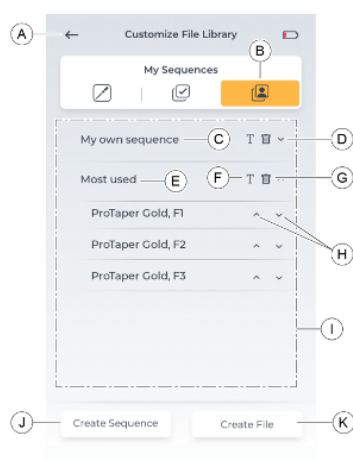 A
Customize File Library
B
My Sequences
My own sequence C T D
Most used E F T G
ProTaper Gold, F1
H
ProTaper Gold, F2
ProTaper Gold, F3
I
J Create Sequence Create File K